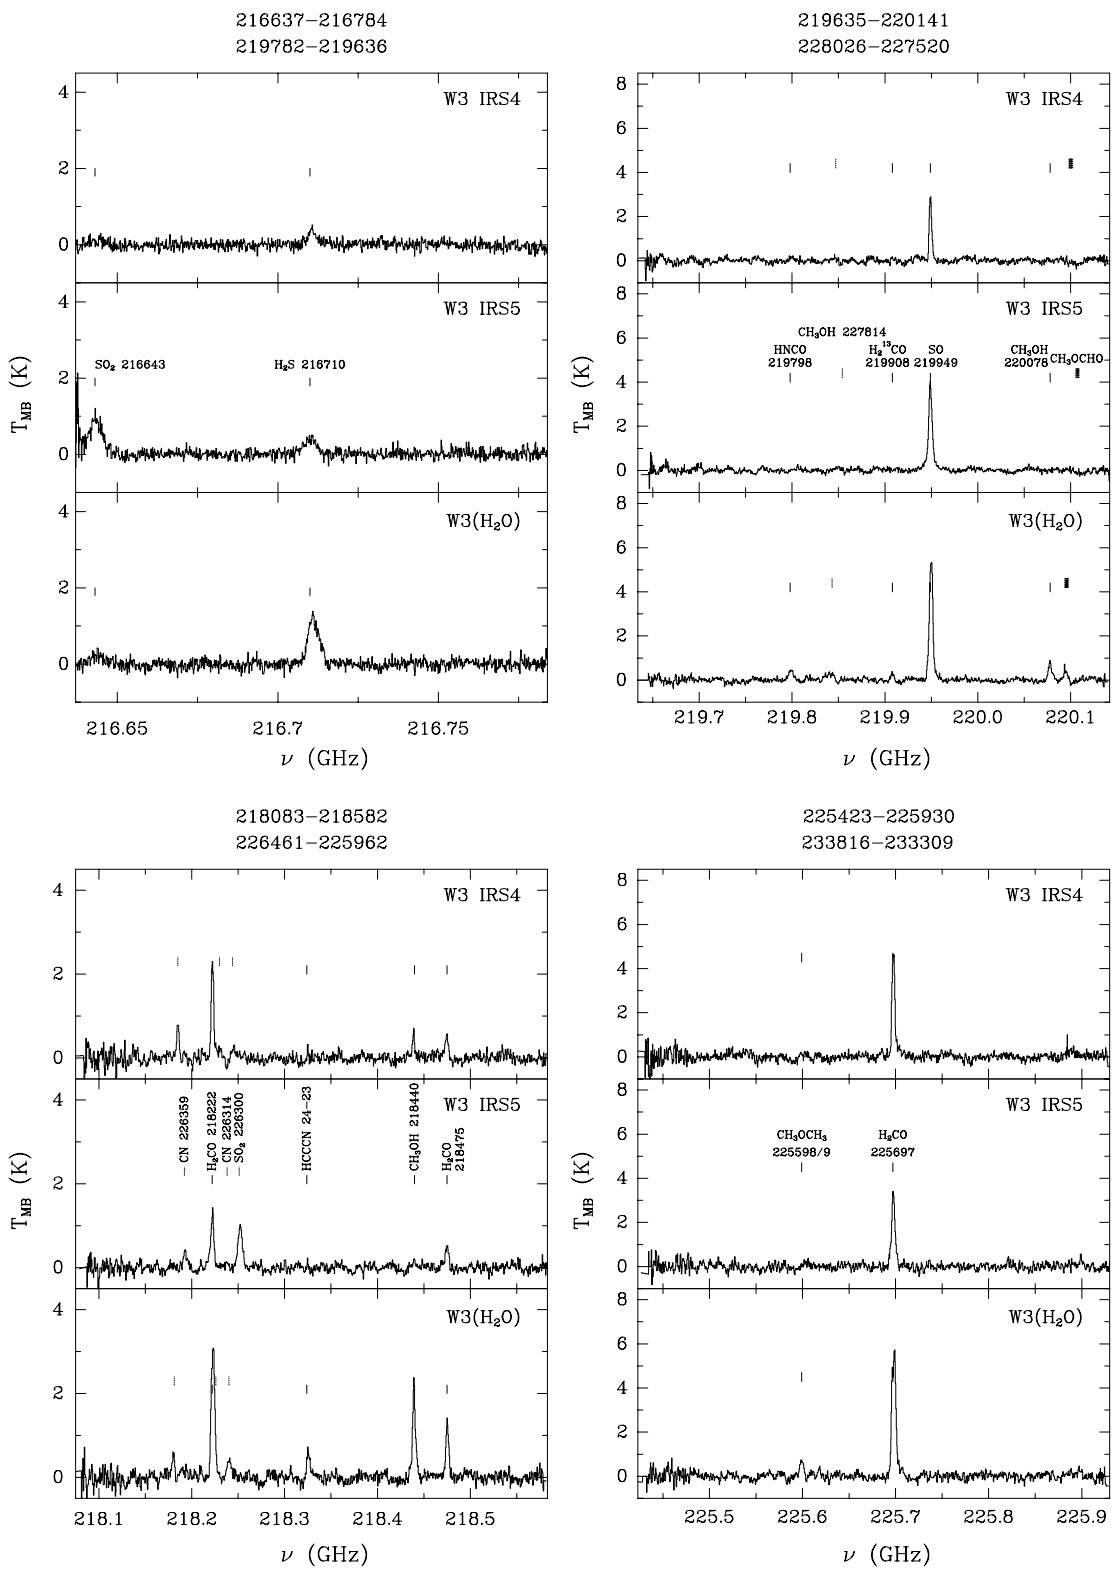 216637–216784
219782–219636
W3 IRS4
4
2
0
W3 IRS5
4
SO₂ 216643
H₂S 216710
2
0
T_MB (K)
W3(H₂O)
4
2
0
216.65 216.7 216.75
ν (GHz)
219635–220141
228026–227520
W3 IRS4
8
6
4
2
0
W3 IRS5
8
6
CH₃OH 227814
HNCO
219798
H₂¹³CO
219908
SO
219949
CH₃OH
220078
CH₃OCHO
4
2
0
T_MB (K)
W3(H₂O)
8
6
4
2
0
219.7 219.8 219.9 220.0 220.1
ν (GHz)
218083–218582
226461–225962
W3 IRS4
4
2
0
W3 IRS5
4
CN 226359
H₂CO 218222
CN 226314
SO₂ 226300
HCCCN 24–23
CH₃OH 218440
H₂CO
218475
2
0
T_MB (K)
W3(H₂O)
4
2
0
218.1 218.2 218.3 218.4 218.5
ν (GHz)
225423–225930
233816–233309
W3 IRS4
8
6
4
2
0
W3 IRS5
8
6
CH₃OCH₃
225598/9
H₂CO
225697
4
2
0
T_MB (K)
W3(H₂O)
8
6
4
2
0
225.5 225.6 225.7 225.8 225.9
ν (GHz)